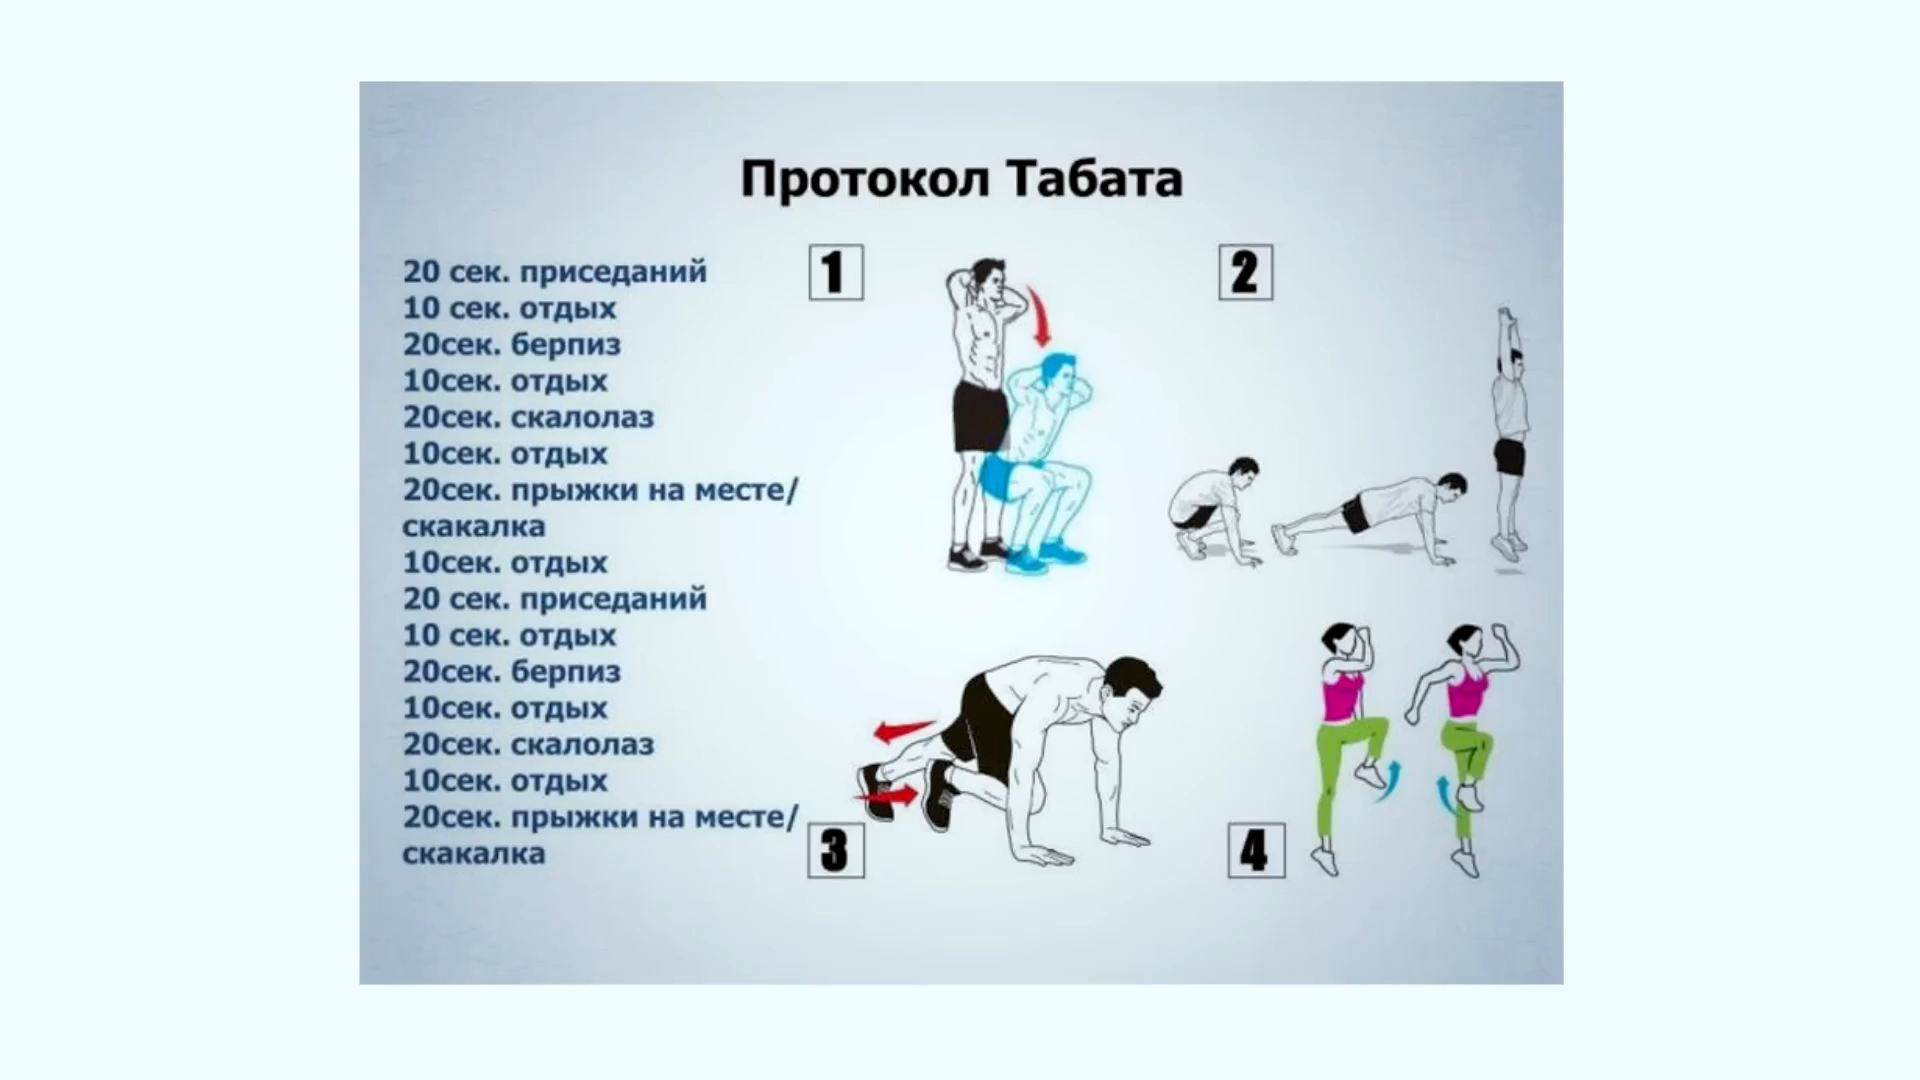 Протокол Табата
20 сек. приседаний
10 сек. отдых
20сек. берпиз
10сек. отдых
20сек. скалолаз
10сек. отдых
20сек. прыжки на месте/
скакалка
10сек. отдых
20 сек. приседаний
10 сек. отдых
20сек. берпиз
10сек. отдых
20сек. скалолаз
10сек. отдых
20сек. прыжки на месте/
скакалка
1
2
3
4